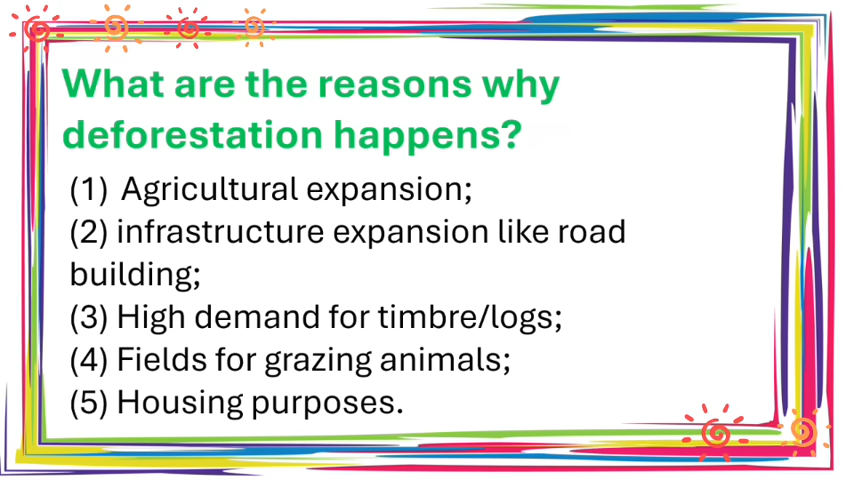 What are the reasons why
deforestation happens?
(1) Agricultural expansion;
(2) infrastructure expansion like road
building;
(3) High demand for timbre/logs;
(4) Fields for grazing animals;
(5) Housing purposes.